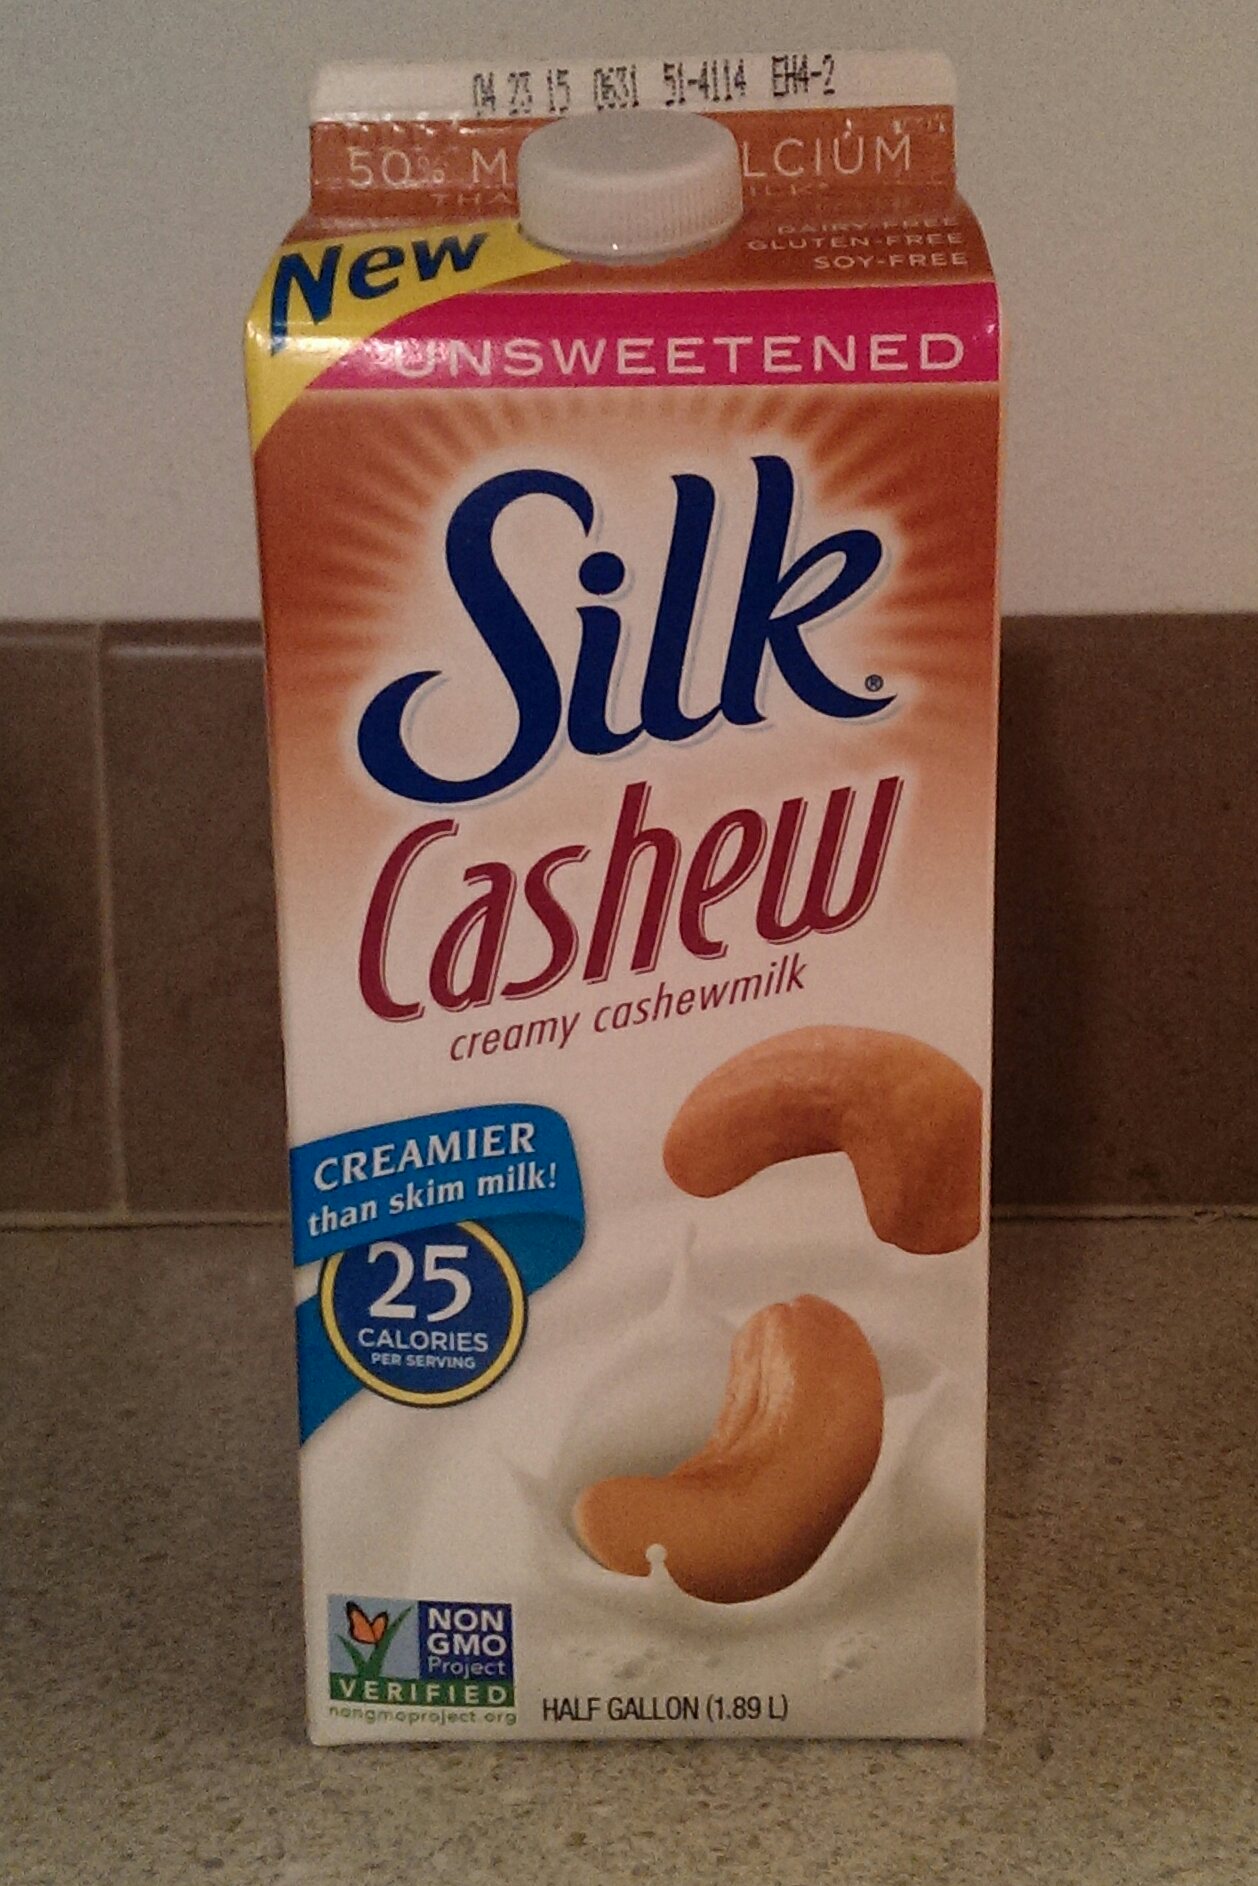 04 23 15 0631 51-4114 EH4-2
50% M LCIUM
THA ILK*
DAIRY-FREE
GLUTEN-FREE
SOY-FREE
New
UNSWEETENED
Silk®
Cashew
creamy cashewmilk
CREAMIER
than skim milk!
25
CALORIES
PER SERVING
NON
GMO
Project
VERIFIED
nongmoproject.org
HALF GALLON (1.89 L)